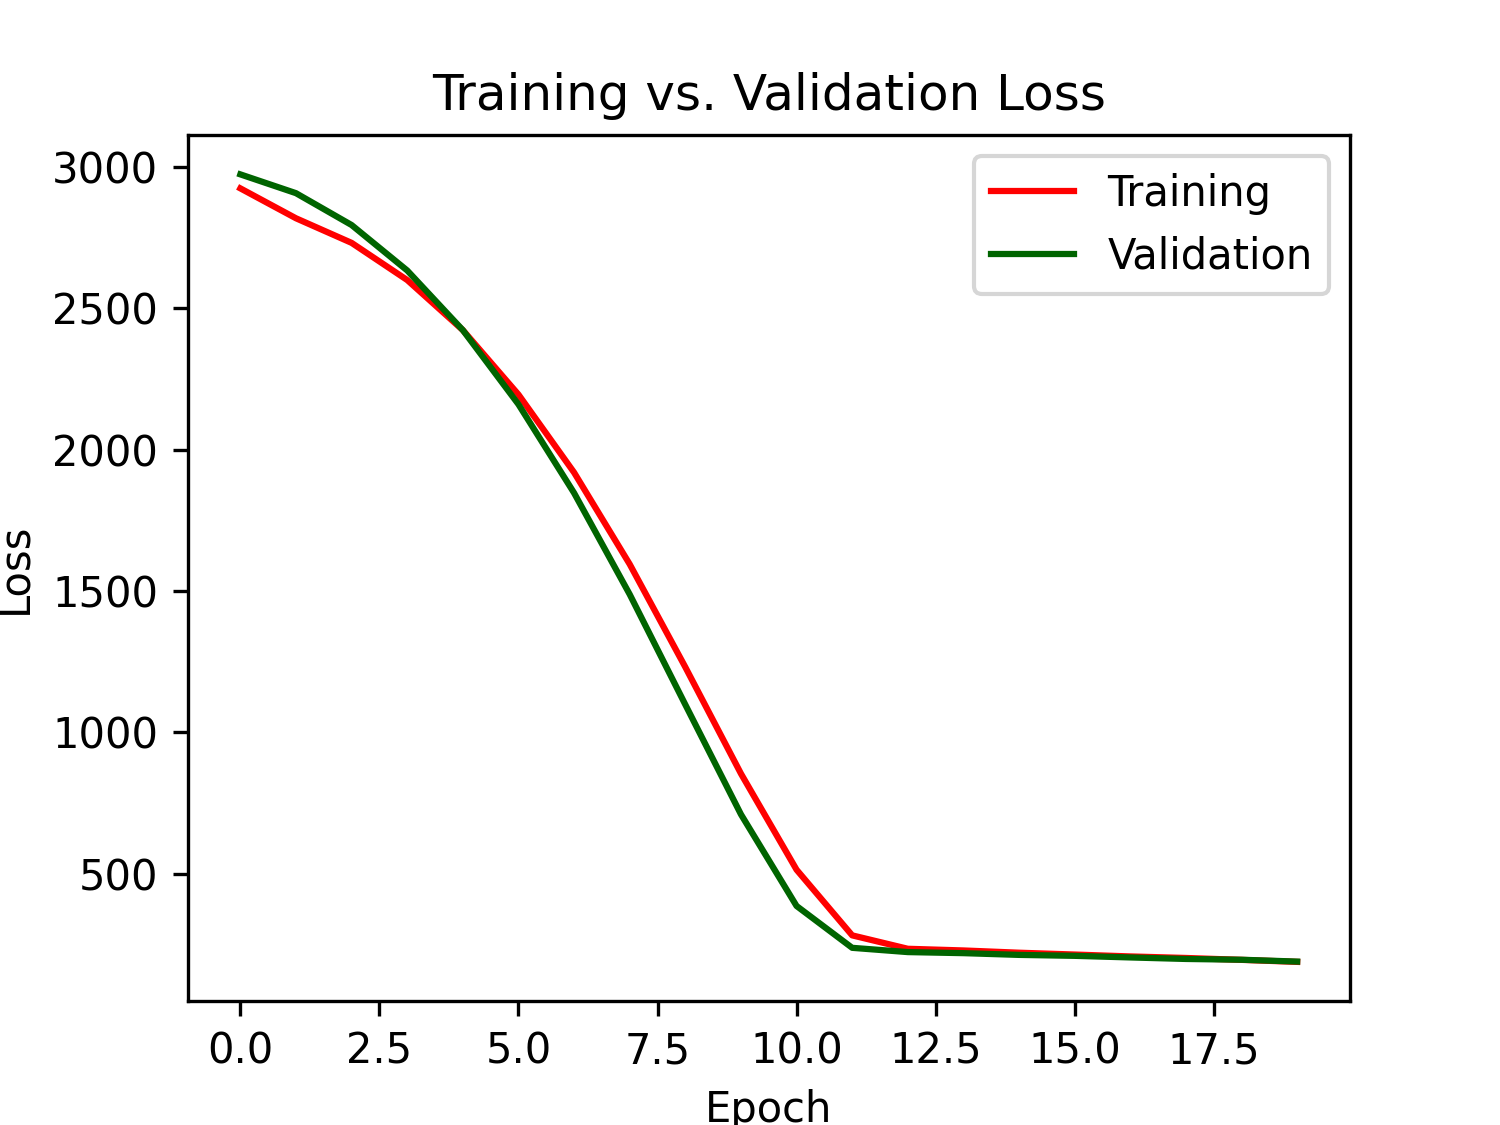 Training vs. Validation Loss
3000
2500
2000
1500
1000
500
Loss
Training
Validation
0.0 2.5 5.0 7.5 10.0 12.5 15.0 17.5
Epoch